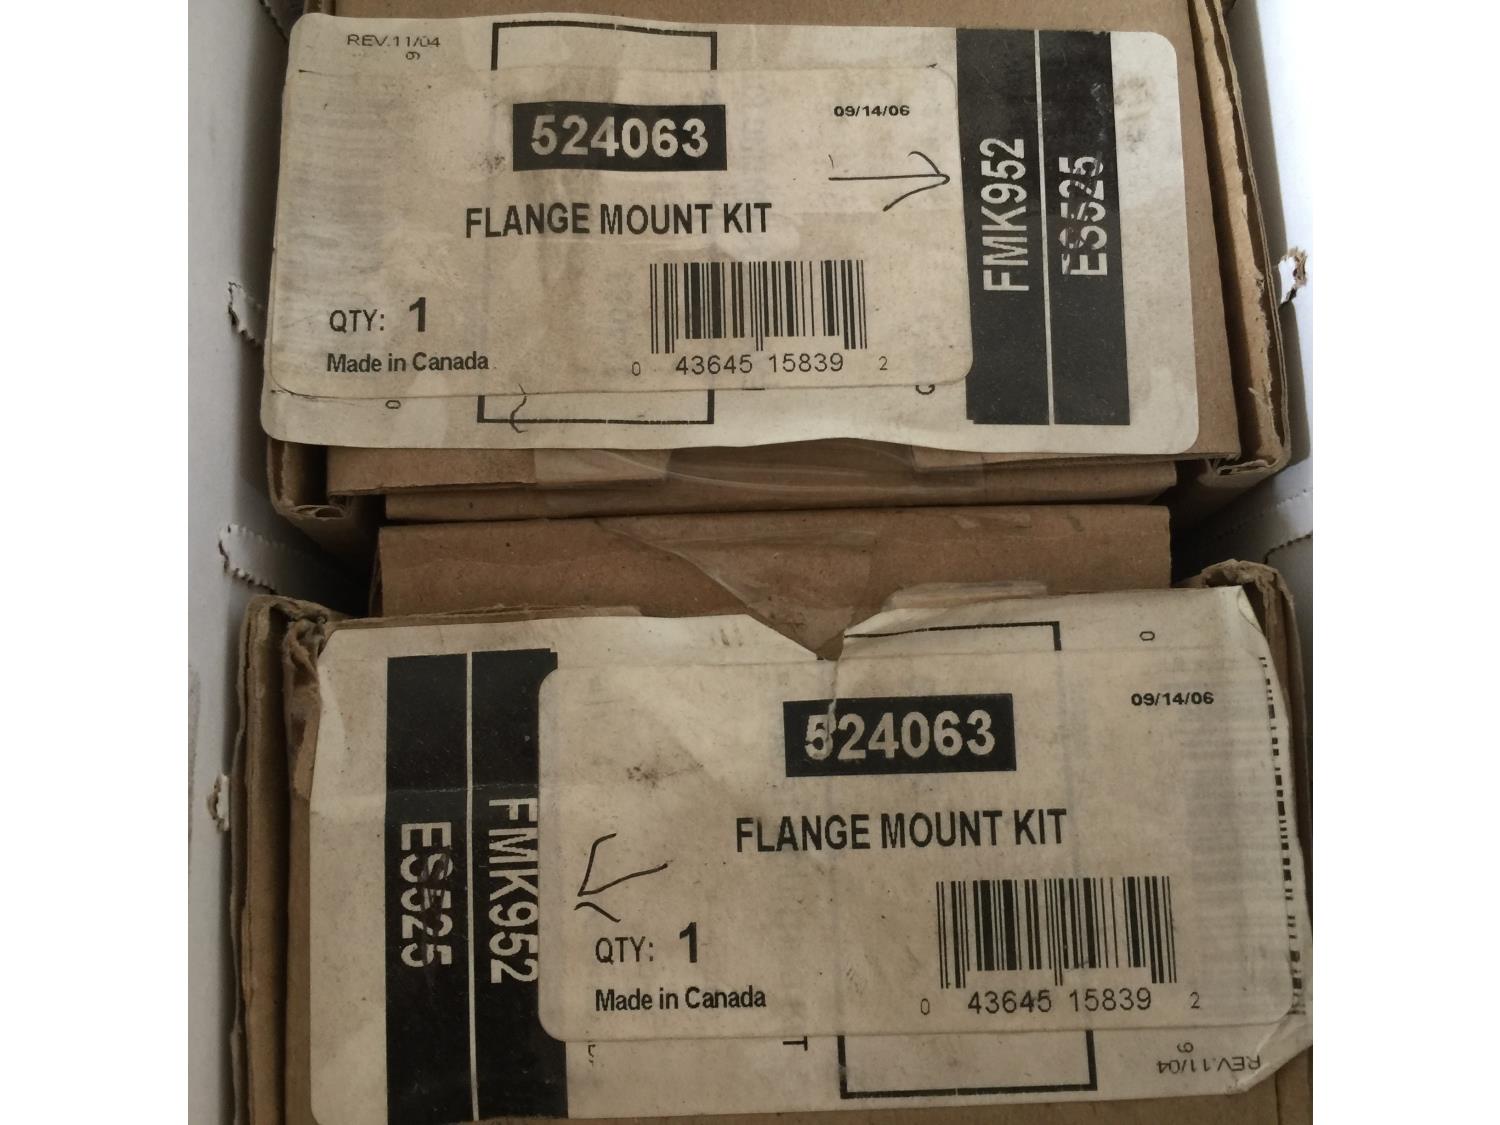 REV.11/04
524063
09/14/06
FLANGE MOUNT KIT
QTY: 1
Made in Canada
0 43645 15839 2
FMK952
ES525
524063
09/14/06
FLANGE MOUNT KIT
QTY: 1
Made in Canada
0 43645 15839 2
FMK952
ES525
REV.11/04